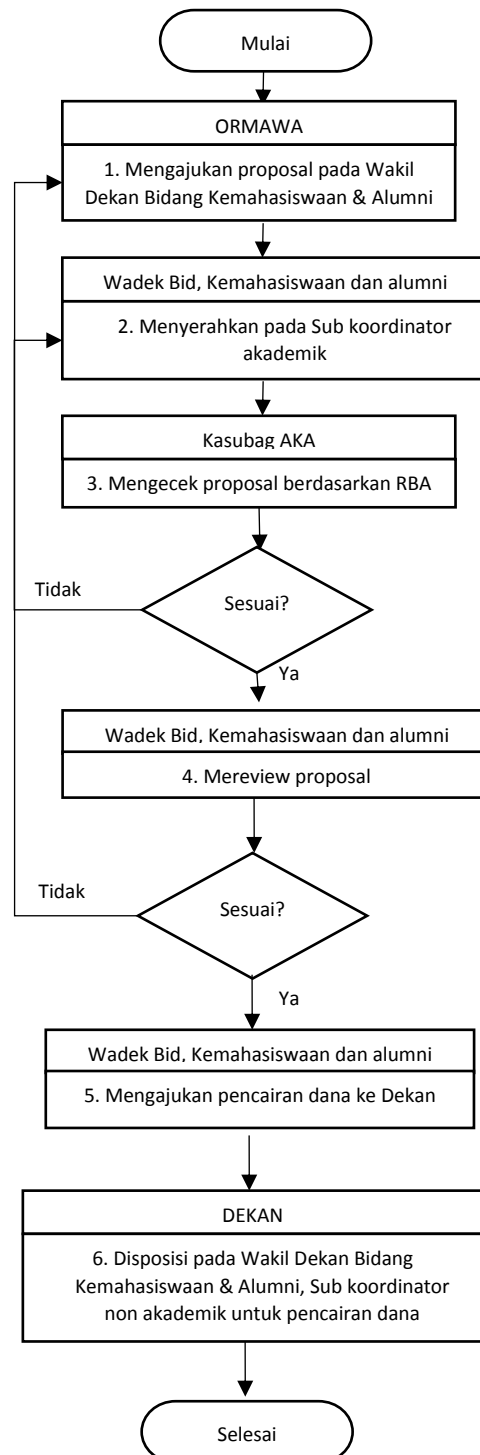 Mulai
ORMAWA
1. Mengajukan proposal pada Wakil
Dekan Bidang Kemahasiswaan & Alumni
Wadek Bid, Kemahasiswaan dan alumni
2. Menyerahkan pada Sub koordinator
akademik
Kasubag AKA
3. Mengecek proposal berdasarkan RBA
Tidak
Sesuai?
Ya
Wadek Bid, Kemahasiswaan dan alumni
4. Mereview proposal
Tidak
Sesuai?
Ya
Wadek Bid, Kemahasiswaan dan alumni
5. Mengajukan pencairan dana ke Dekan
DEKAN
6. Disposisi pada Wakil Dekan Bidang
Kemahasiswaan & Alumni, Sub koordinator
non akademik untuk pencairan dana
Selesai